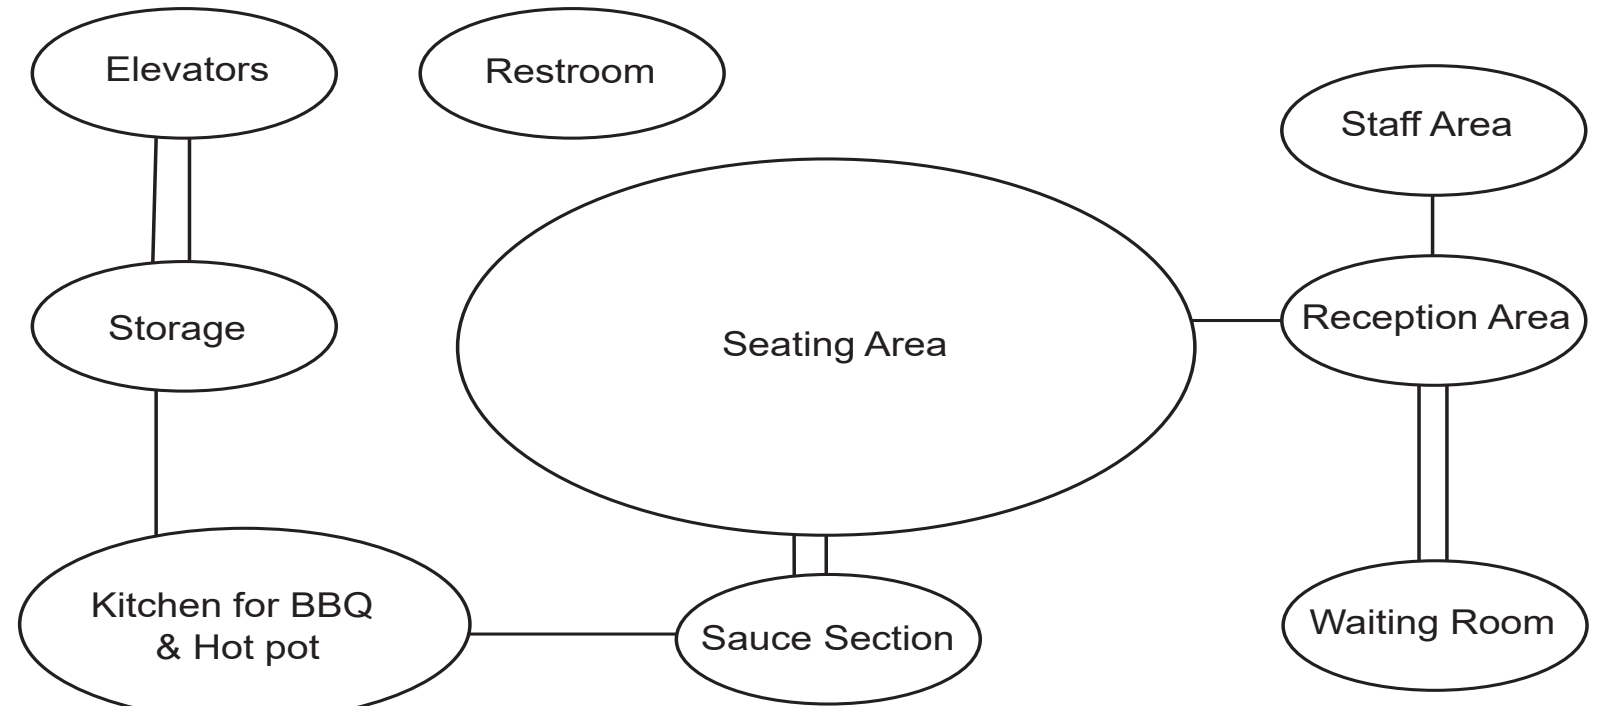 Elevators
Restroom
Staff Area
Storage
Seating Area
Reception Area
Kitchen for BBQ
& Hot pot
Sauce Section
Waiting Room